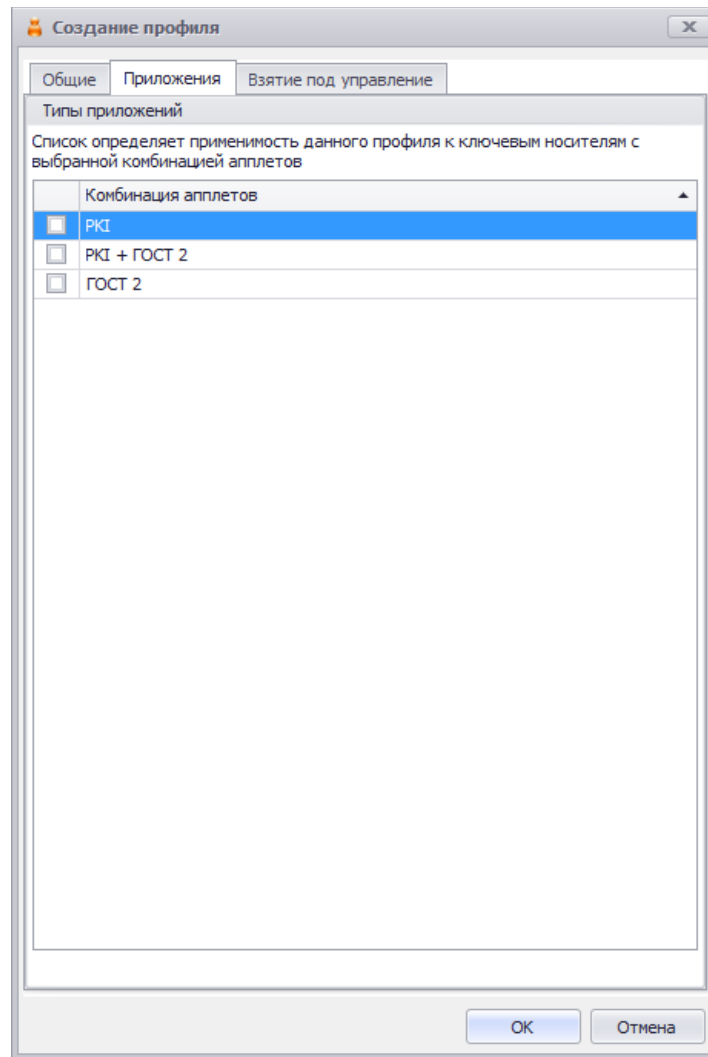 Создание профиля
Общие Приложения Взятие под управление
Типы приложений
Список определяет применимость данного профиля к ключевым носителям с
выбранной комбинацией апплетов
Комбинация апплетов
PKI
PKI + ГОСТ 2
ГОСТ 2
ОК Отмена